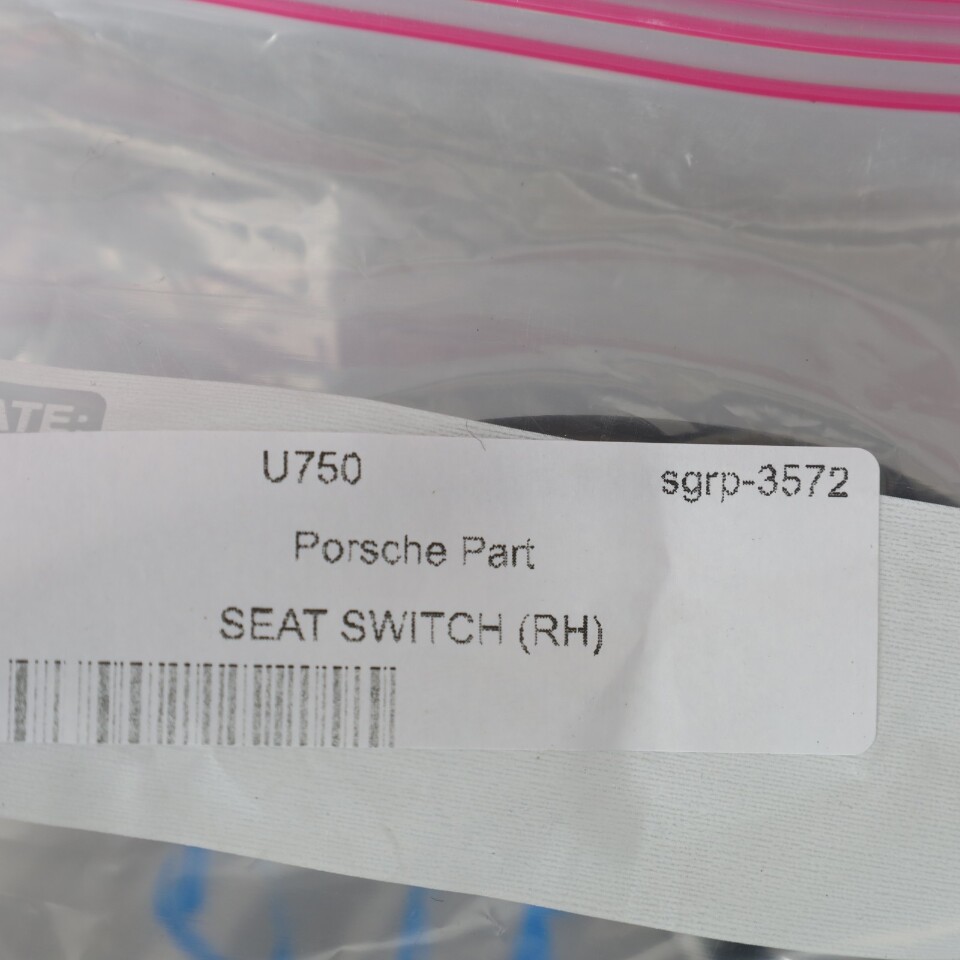 U750 sgrp-3572
Porsche Part
SEAT SWITCH (RH)